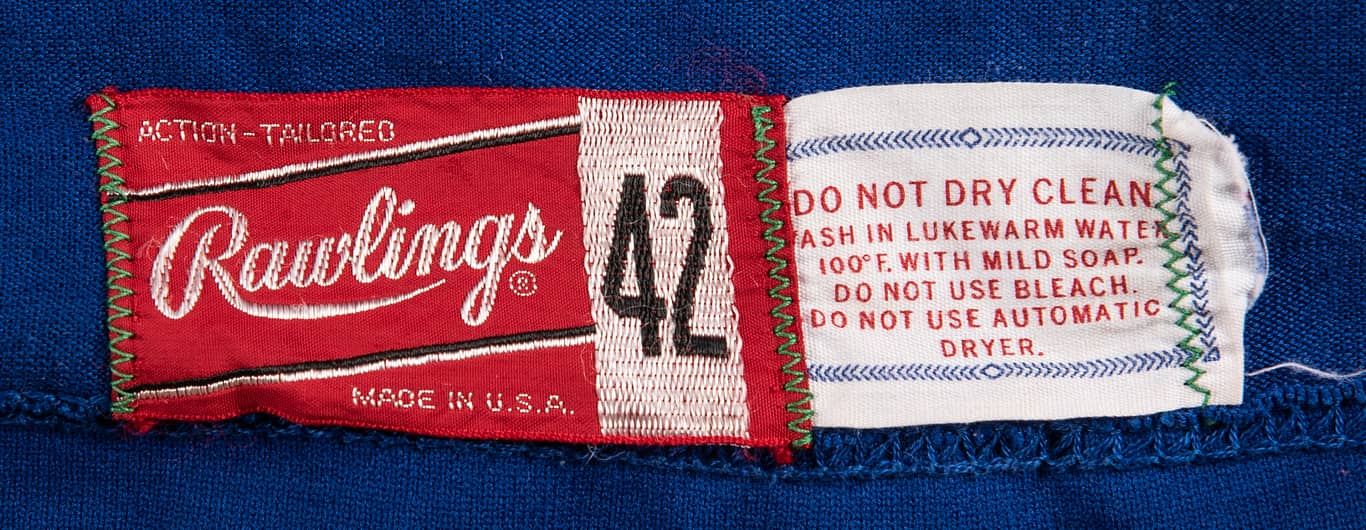 ACTION-TAILORED
Rawlings®
MADE IN U.S.A.
42
DO NOT DRY CLEAN
ASH IN LUKEWARM WATER
100°F. WITH MILD SOAP.
DO NOT USE BLEACH.
DO NOT USE AUTOMATIC
DRYER.